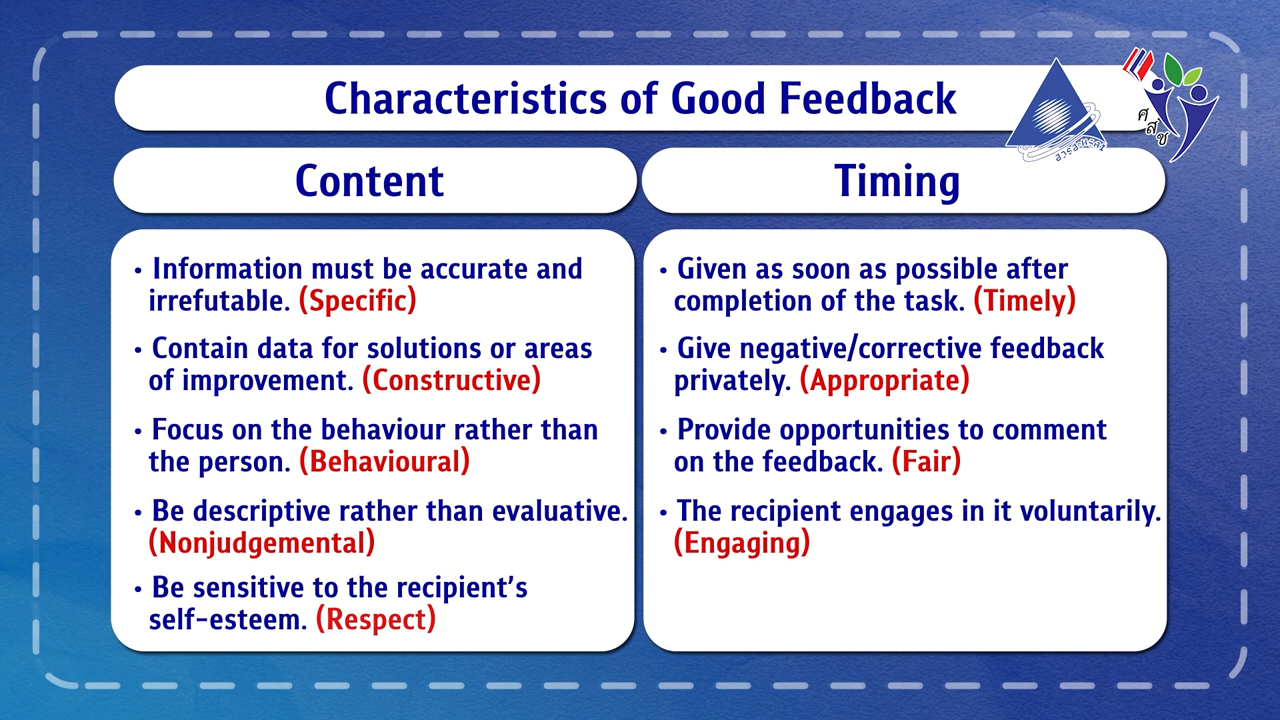 Characteristics of Good Feedback
ศ
ส
ช
Content
Timing
• Information must be accurate and
irrefutable. (Specific)
• Contain data for solutions or areas
of improvement. (Constructive)
• Focus on the behaviour rather than
the person. (Behavioural)
• Be descriptive rather than evaluative.
(Nonjudgemental)
• Be sensitive to the recipient’s
self-esteem. (Respect)
• Given as soon as possible after
completion of the task. (Timely)
• Give negative/corrective feedback
privately. (Appropriate)
• Provide opportunities to comment
on the feedback. (Fair)
• The recipient engages in it voluntarily.
(Engaging)